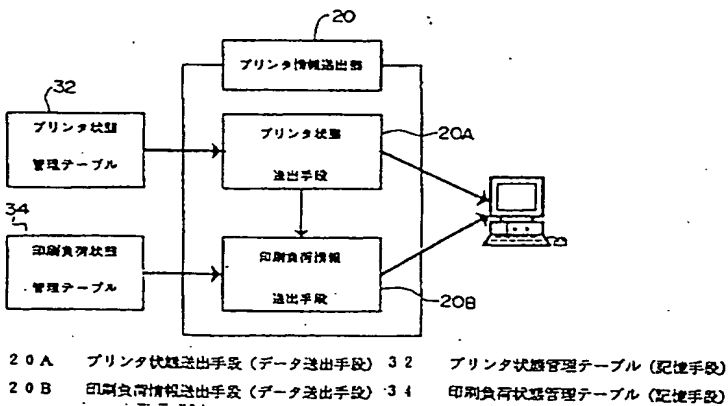 20
プリンタ情報送出部
32
プリンタ状態
管理テーブル
プリンタ状態
送出手段
20A
34
印刷負荷状態
管理テーブル
印刷負荷情報
送出手段
20B
20A プリンタ状態送出手段(データ送出手段) 32 プリンタ状態管理テーブル(記憶手段)
20B 印刷負荷情報送出手段(データ送出手段) 34 印刷負荷状態管理テーブル(記憶手段)